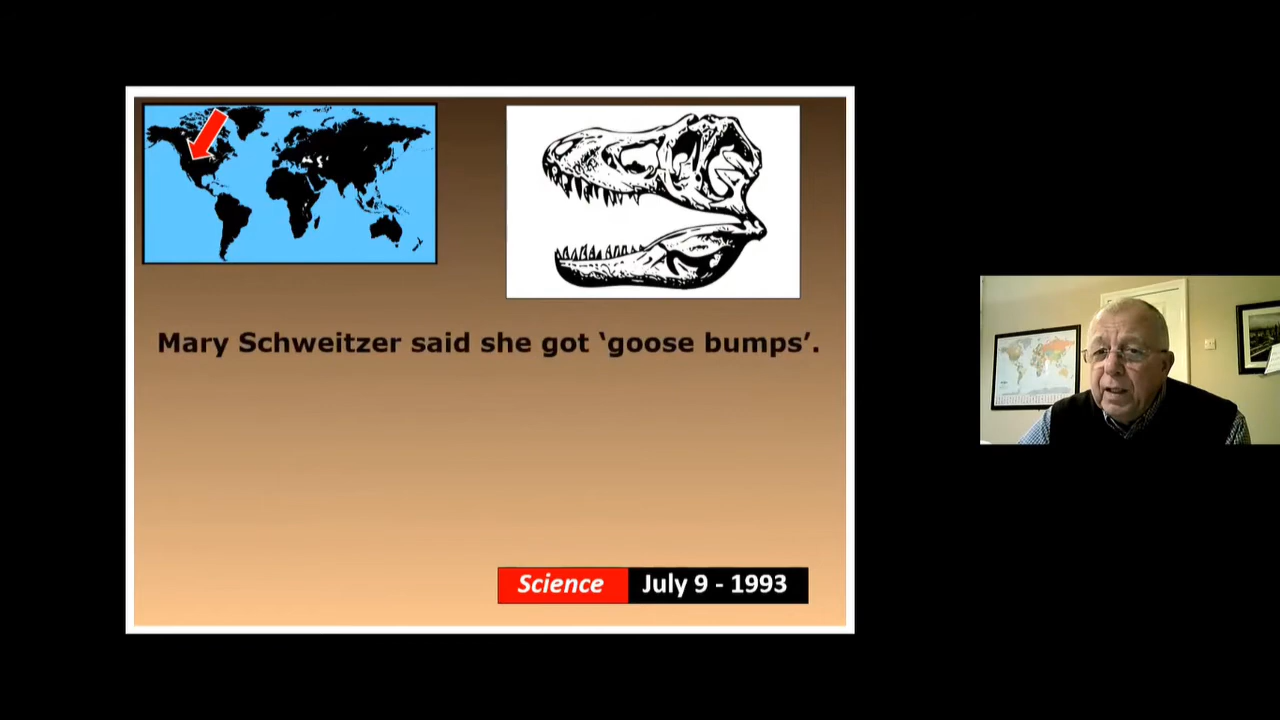 Mary Schweitzer said she got ‘goose bumps’.
Science July 9 - 1993